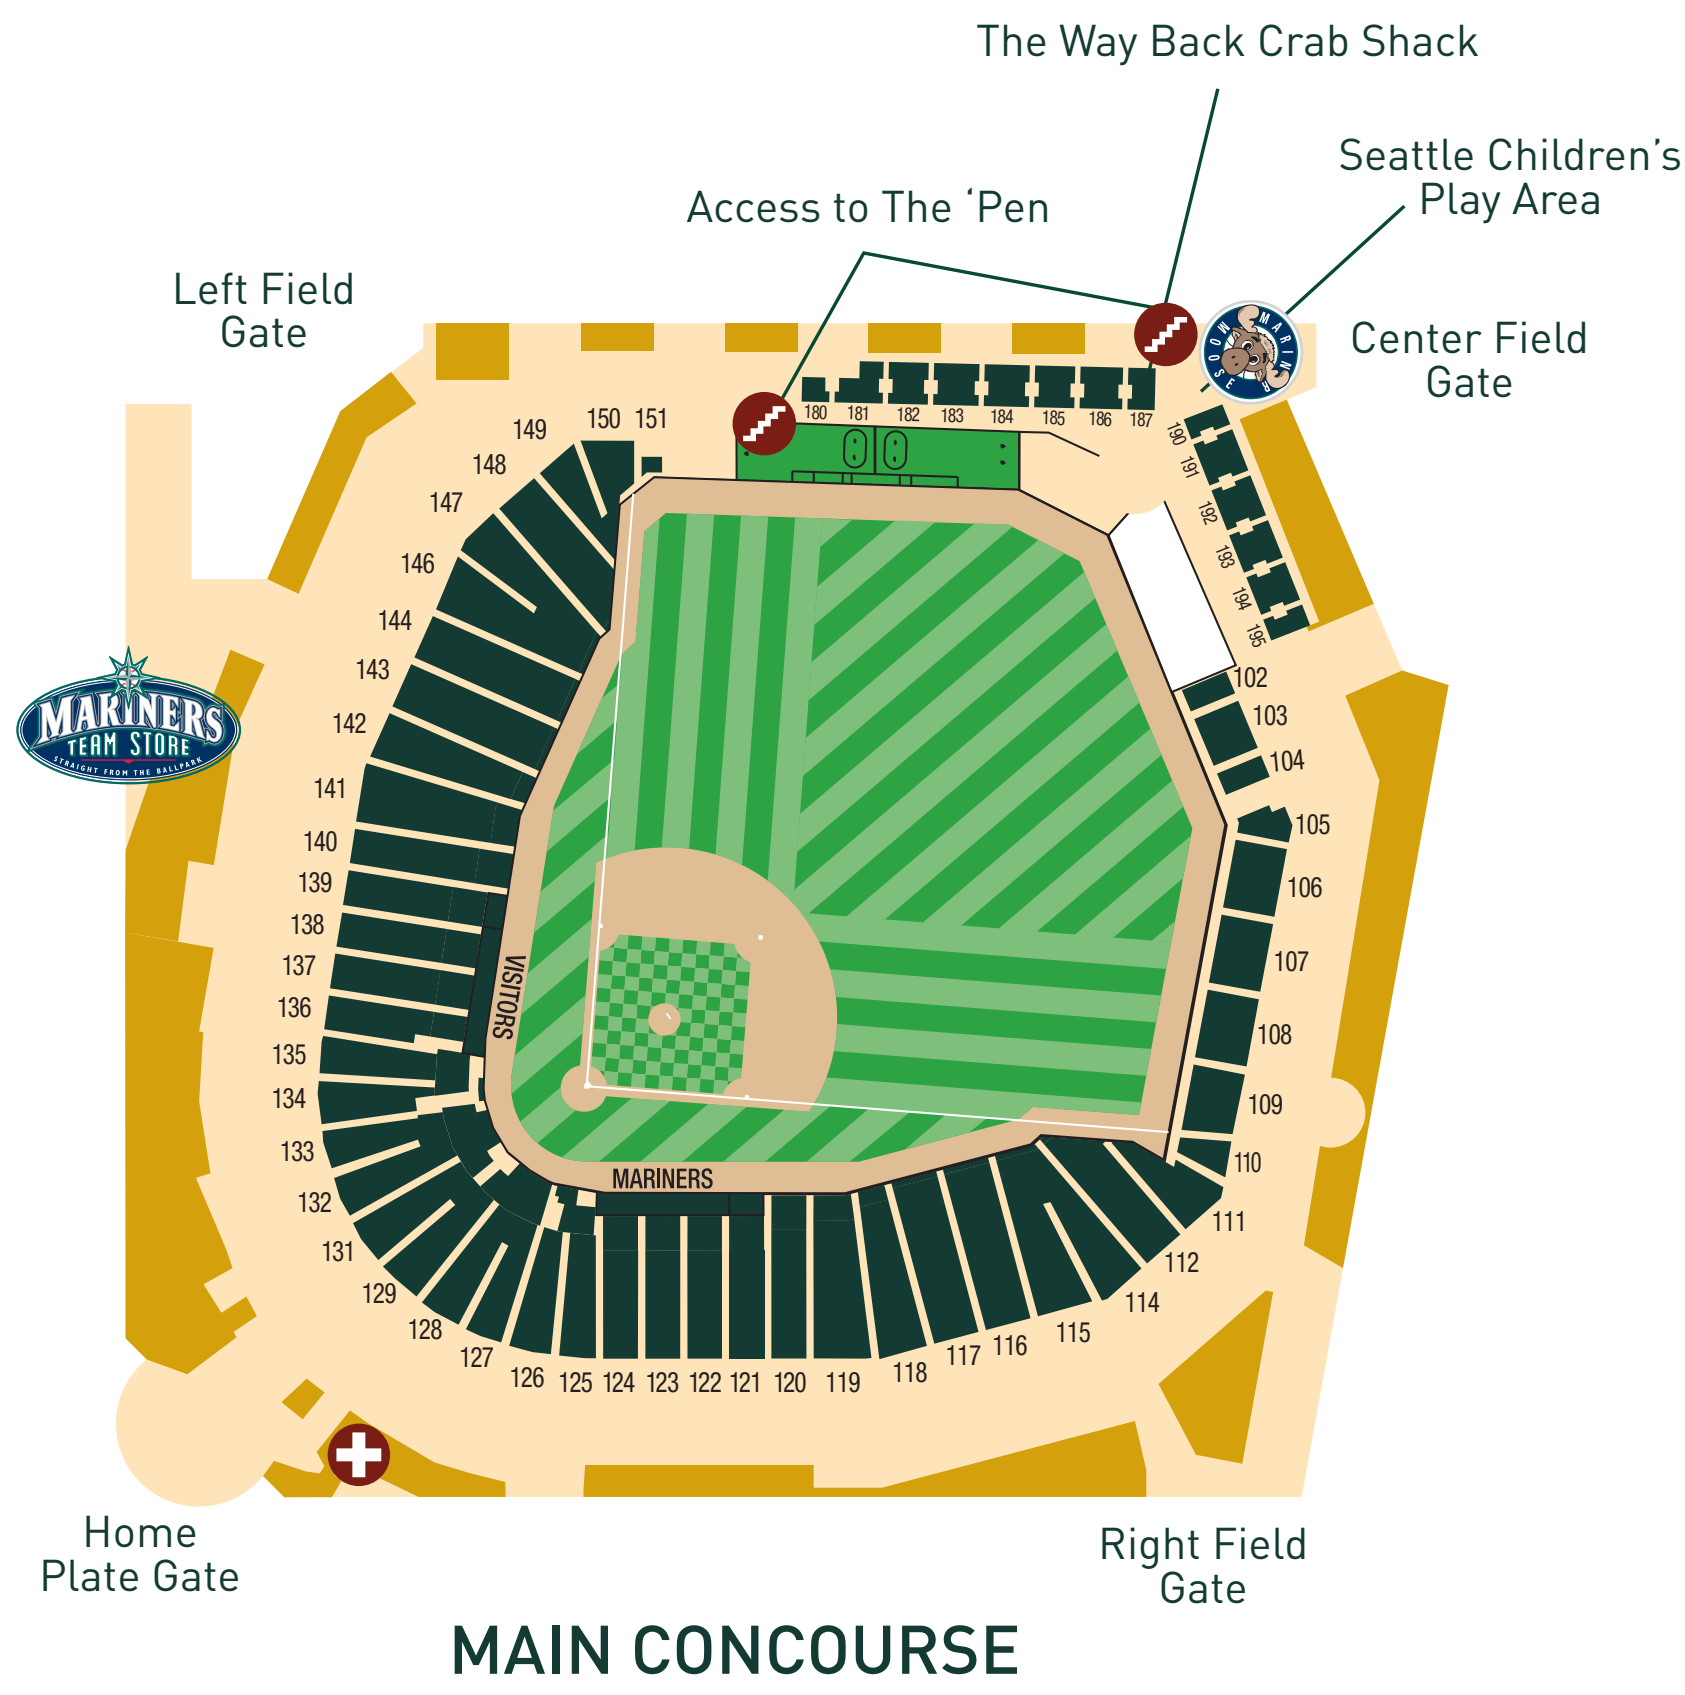 The Way Back Crab Shack
Seattle Children’s
Play Area
Access to The ‘Pen
Left Field
Gate
Center Field
Gate
MARINER
MOOSE
180 181 182 183 184 185 186 187
190
191
192
193
194
195
151
150
149
148
147
146
144
143
142
141
140
139
138
137
136
135
134
133
132
131
129
128
127
126
125
124
123
122
121
120
119
118
117
116
115
114
112
111
110
109
108
107
106
105
104
103
102
MARINERS
TEAM STORE
STRAIGHT FROM THE BALLPARK
VISITORS
MARINERS
Home
Plate Gate
Right Field
Gate
MAIN CONCOURSE